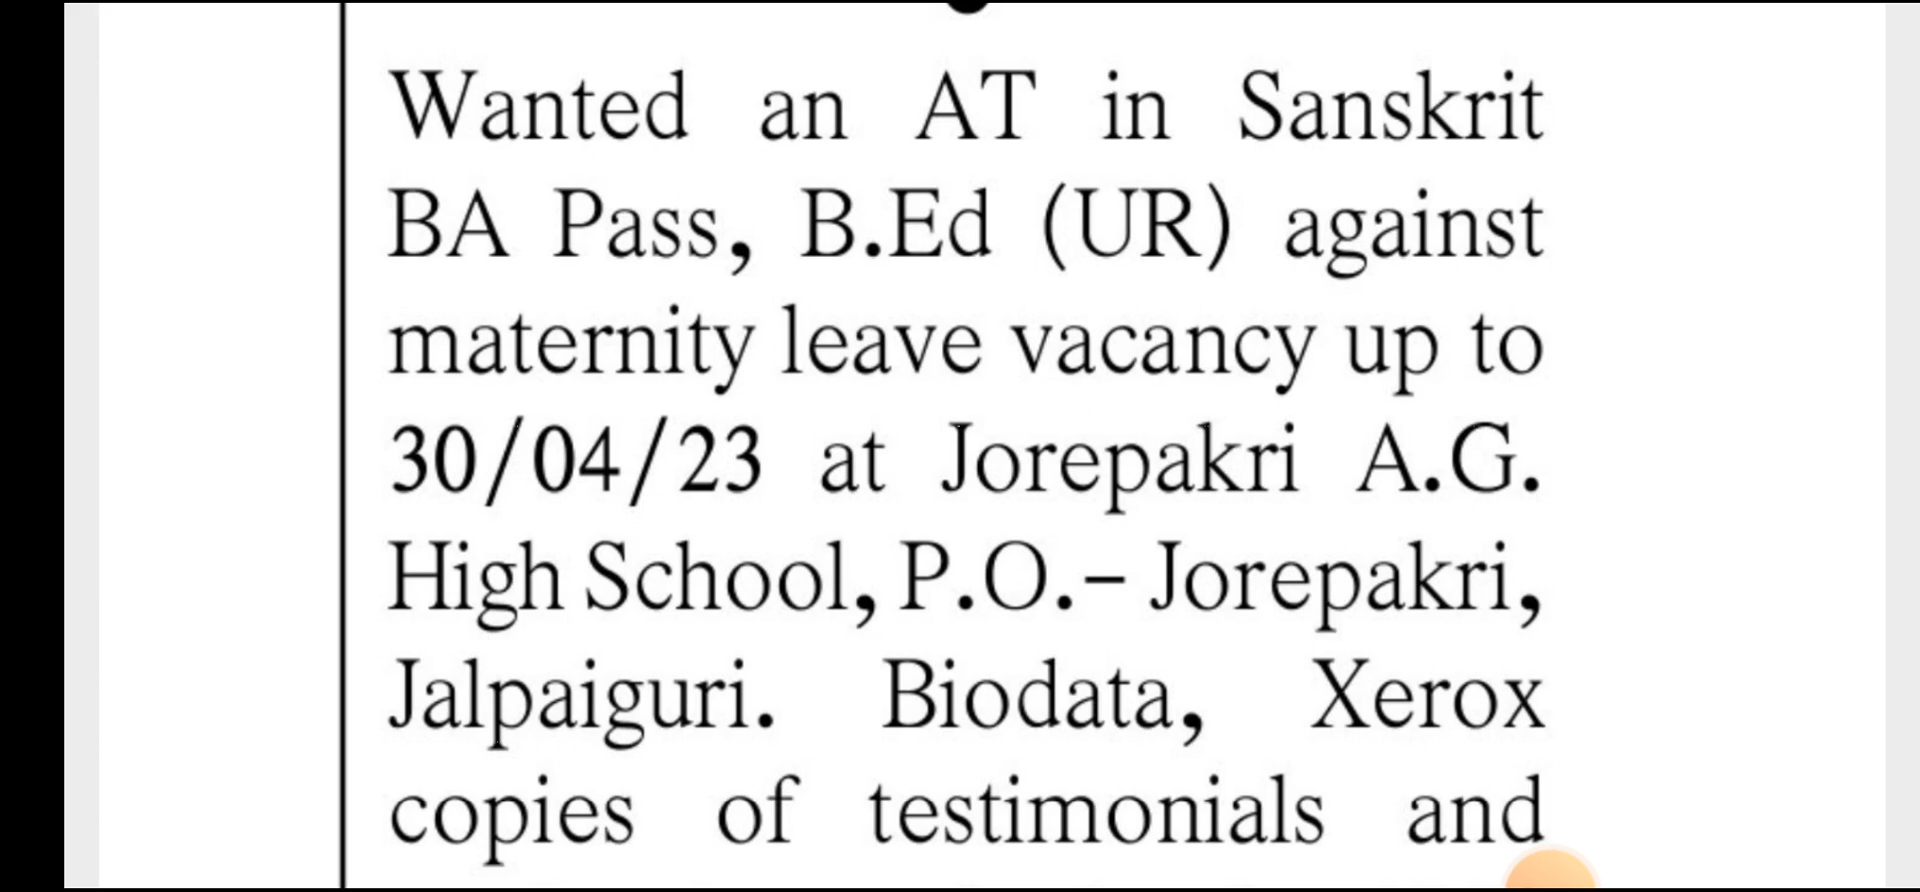 Wanted an AT in Sanskrit
BA Pass, B.Ed (UR) against
maternity leave vacancy up to
30/04/23 at Jorepakri A.G.
High School, P.O.– Jorepakri,
Jalpaiguri. Biodata, Xerox
copies of testimonials and